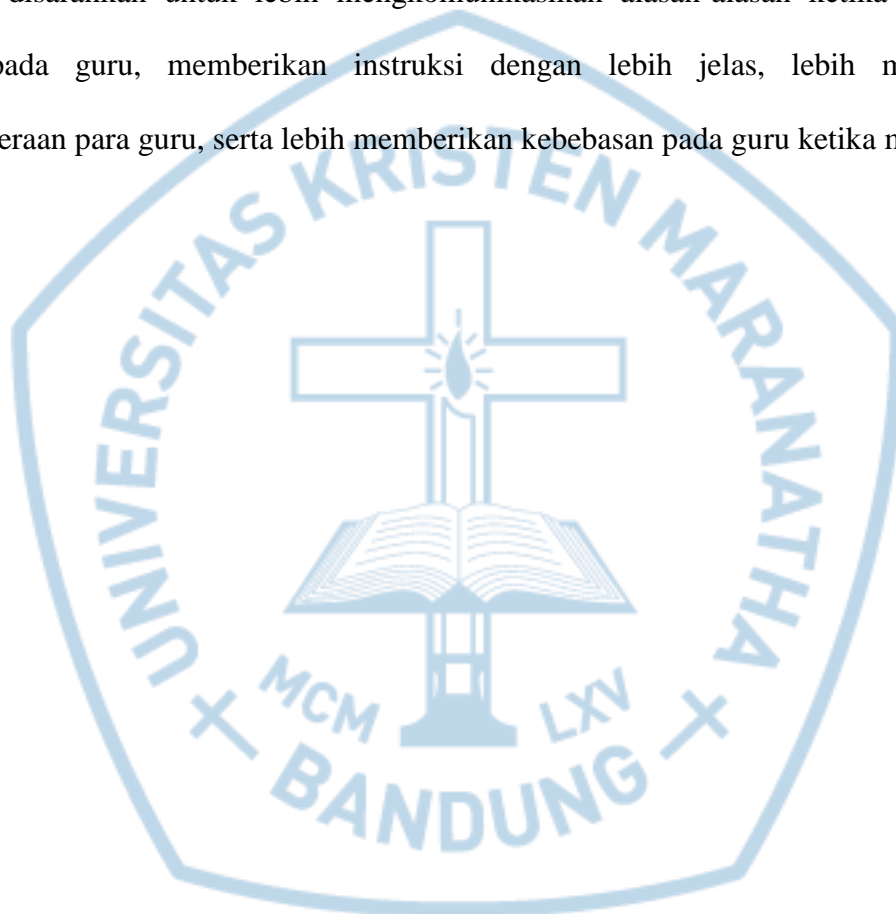 disarankan untuk lebih mengkomunikasikan alasan-alasan ketika
pada guru, memberikan instruksi dengan lebih jelas, lebih
eraan para guru, serta lebih memberikan kebebasan pada guru ketika
UNIVERSITAS KRISTEN MARANATHA
MCM LXV
BANDUNG